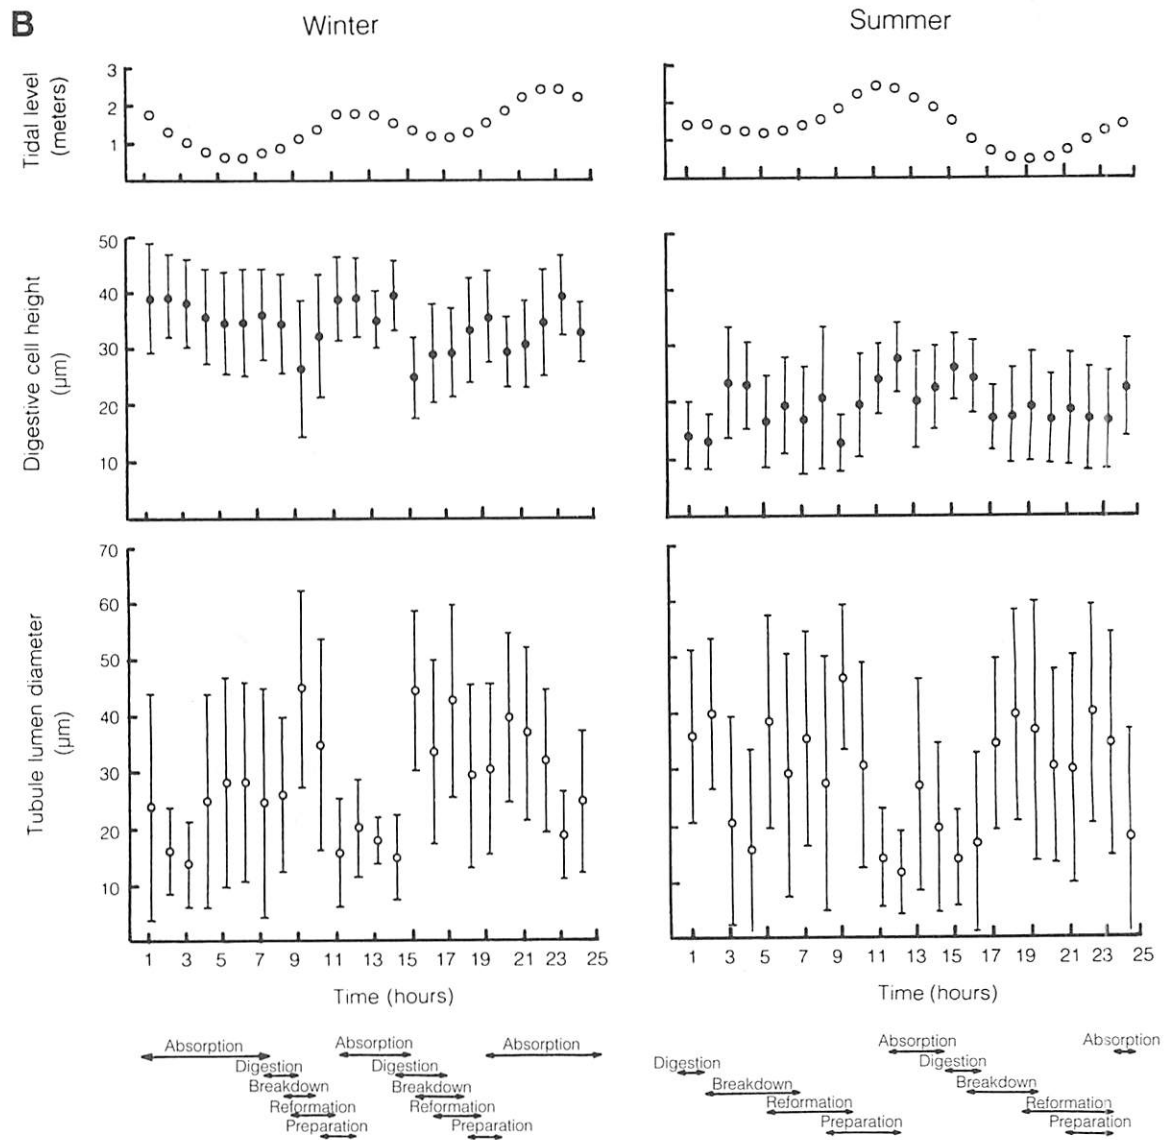 B
Winter
Summer
Tidal level
(meters)
3
2
1
Digestive cell height
(μm)
50
40
30
20
10
Tubule lumen diameter
(μm)
70
60
50
40
30
20
10
1 3 5 7 9 11 13 15 17 19 21 23 25
1 3 5 7 9 11 13 15 17 19 21 23 25
Time (hours)
Time (hours)
Absorption Absorption Absorption
Digestion Digestion
Breakdown Breakdown
Reformation Reformation
Preparation Preparation
Absorption Absorption
Digestion Digestion
Breakdown Breakdown
Reformation Reformation
Preparation Preparation